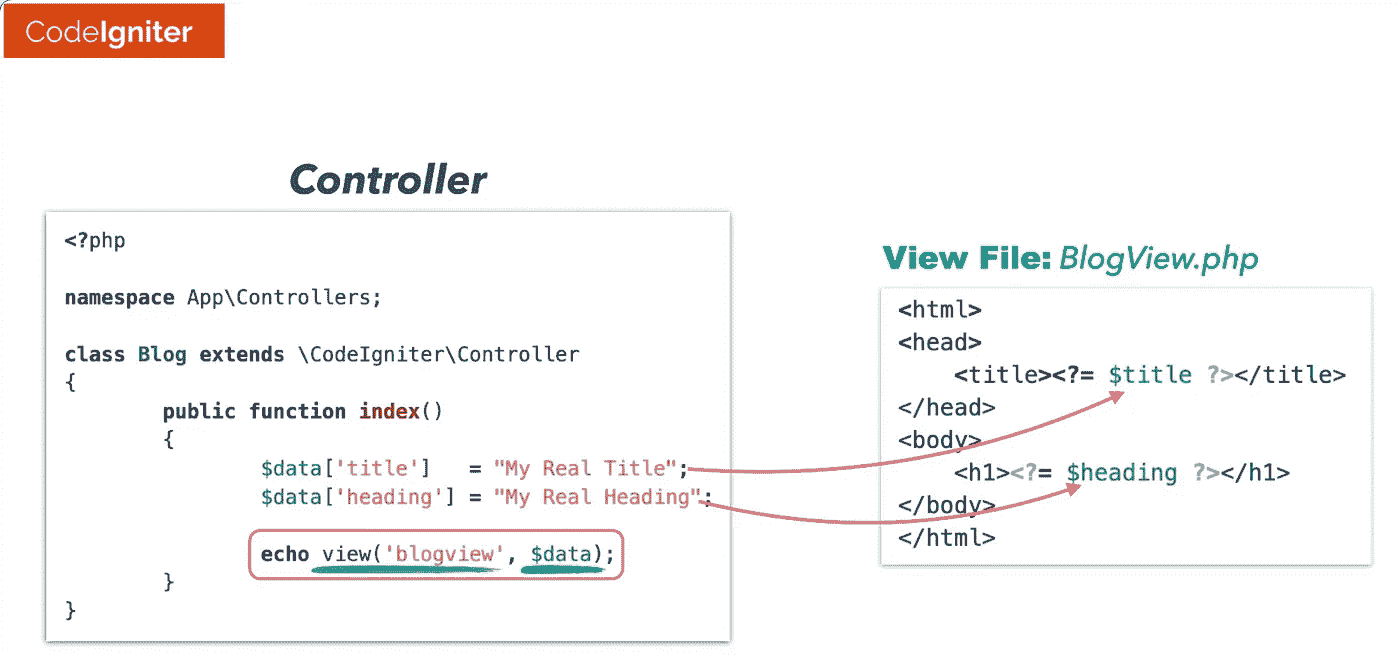 CodeIgniter
Controller
<?php
namespace App\Controllers;
class Blog extends \CodeIgniter\Controller
{
public function index()
{
$data['title']   = "My Real Title";
$data['heading'] = "My Real Heading";
echo view('blogview', $data);
}
}
View File: BlogView.php
<html>
<head>
<title><?= $title ?></title>
</head>
<body>
<h1><?= $heading ?></h1>
</body>
</html>